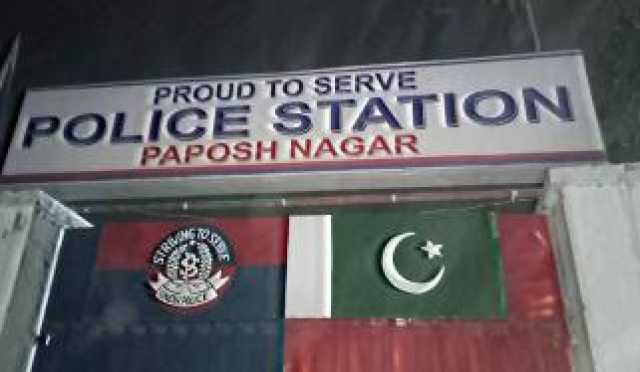 PROUD TO SERVE
POLICE STATION
PAPOSH NAGAR
STRIVING TO SERVE